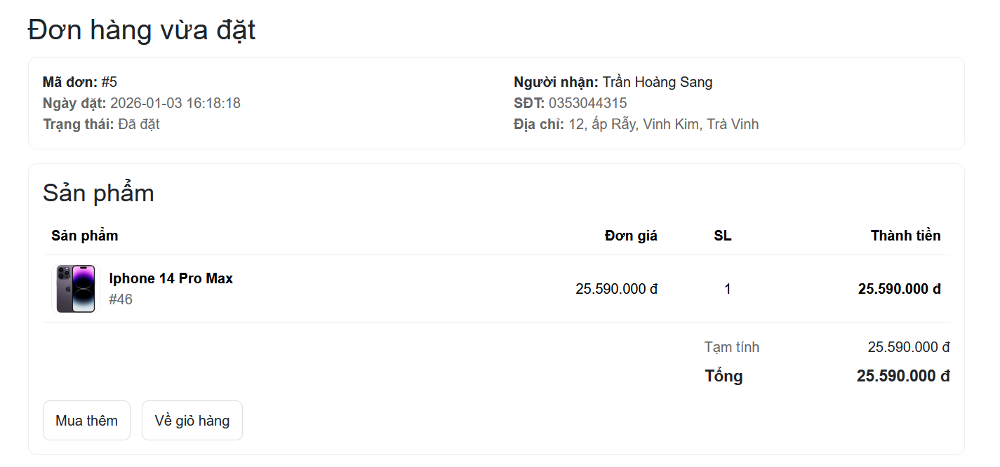 Đơn hàng vừa đặt
Mã đơn: #5
Ngày đặt: 2026-01-03 16:18:18
Trạng thái: Đã đặt
Người nhận: Trần Hoàng Sang
SĐT: 0353044315
Địa chỉ: 12, ấp Rẫy, Vinh Kim, Trà Vinh
Sản phẩm
Sản phẩm Đơn giá SL Thành tiền
Iphone 14 Pro Max
#46
25.590.000 đ 1 25.590.000 đ
Tạm tính 25.590.000 đ
Tổng 25.590.000 đ
Mua thêm Về giỏ hàng